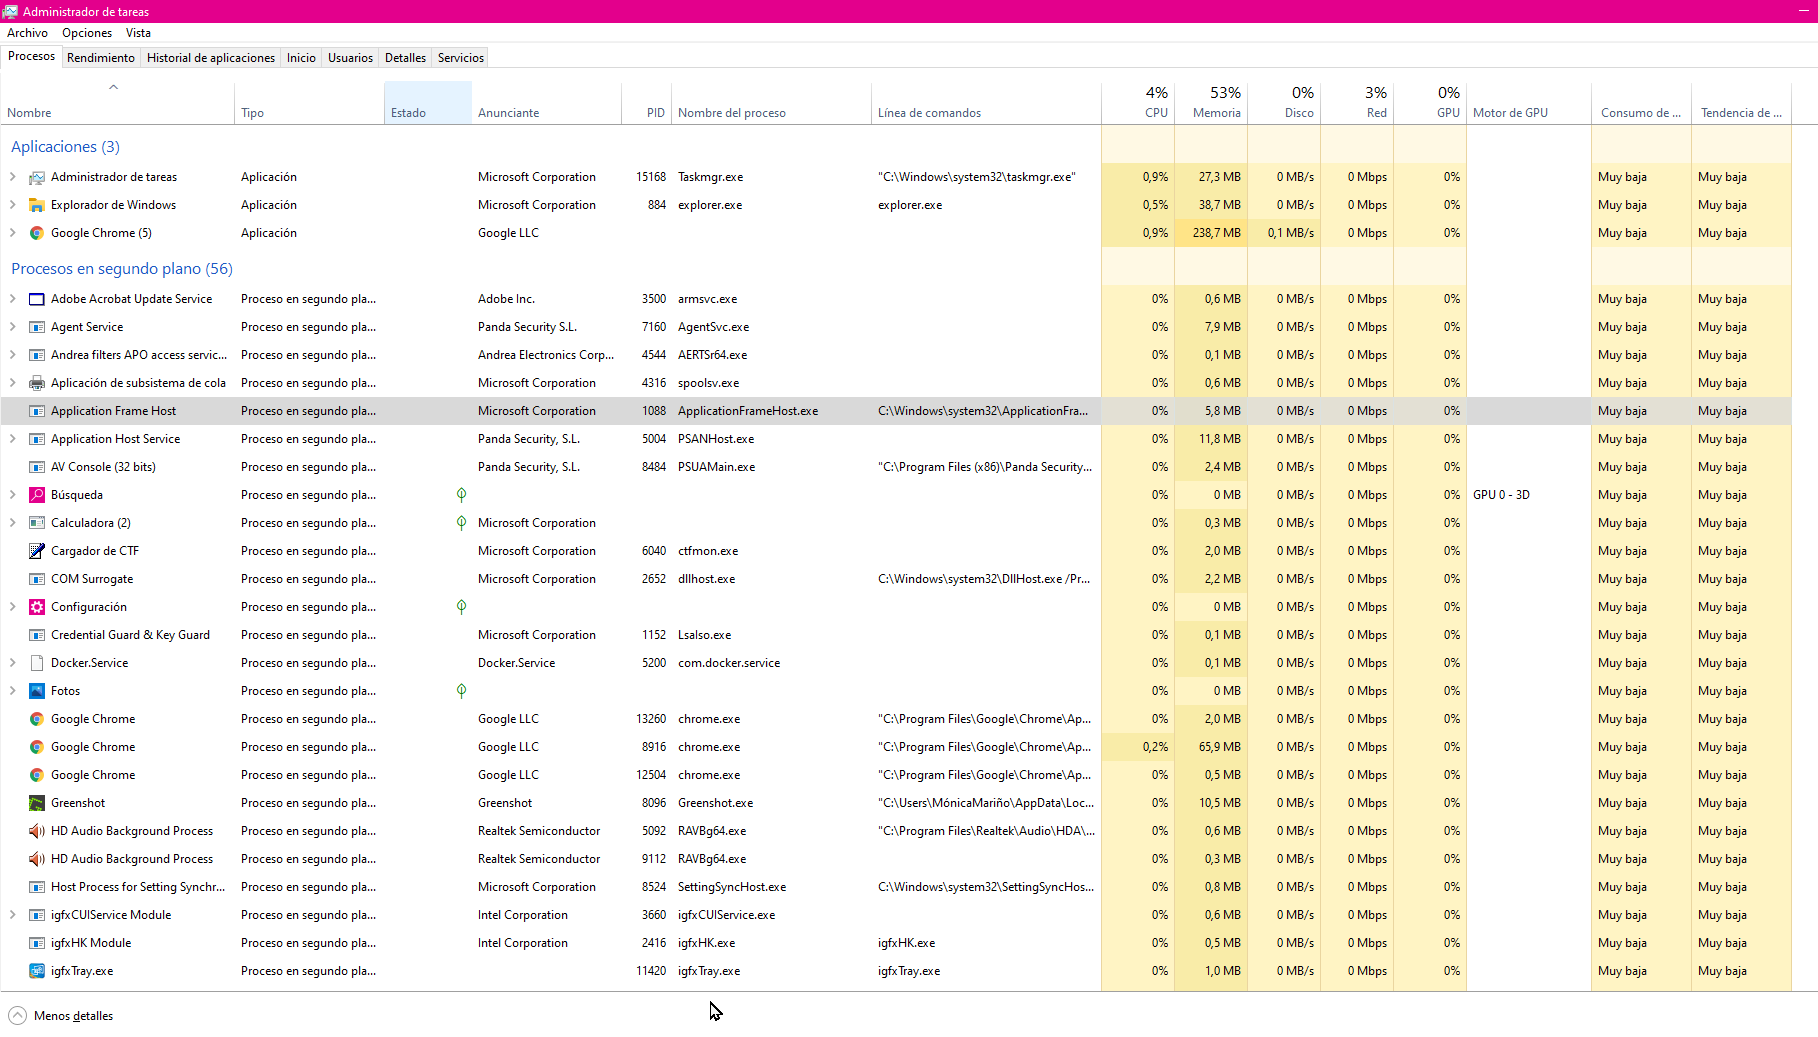 Administrador de tareas
Archivo Opciones Vista
Procesos Rendimiento Historial de aplicaciones Inicio Usuarios Detalles Servicios
4% 53% 0% 3% 0%
Nombre Tipo Estado Anunciante PID Nombre del proceso Línea de comandos CPU Memoria Disco Red GPU Motor de GPU Consumo de ... Tendencia de ...
Aplicaciones (3)
Administrador de tareas Aplicación Microsoft Corporation 15168 Taskmgr.exe "C:\Windows\system32\taskmgr.exe" 0,9% 27,3 MB 0 MB/s 0 Mbps 0% Muy baja Muy baja
Explorador de Windows Aplicación Microsoft Corporation 884 explorer.exe explorer.exe 0,5% 38,7 MB 0 MB/s 0 Mbps 0% Muy baja Muy baja
Google Chrome (5) Aplicación Google LLC 0,9% 238,7 MB 0,1 MB/s 0 Mbps 0% Muy baja Muy baja
Procesos en segundo plano (56)
Adobe Acrobat Update Service Proceso en segundo pla... Adobe Inc. 3500 armsvc.exe 0% 0,6 MB 0 MB/s 0 Mbps 0% Muy baja Muy baja
Agent Service Proceso en segundo pla... Panda Security S.L. 7160 AgentSvc.exe 0% 7,9 MB 0 MB/s 0 Mbps 0% Muy baja Muy baja
Andrea filters APO access servic... Proceso en segundo pla... Andrea Electronics Corp... 4544 AERTSr64.exe 0% 0,1 MB 0 MB/s 0 Mbps 0% Muy baja Muy baja
Aplicación de subsistema de cola Proceso en segundo pla... Microsoft Corporation 4316 spoolsv.exe 0% 0,6 MB 0 MB/s 0 Mbps 0% Muy baja Muy baja
Application Frame Host Proceso en segundo pla... Microsoft Corporation 1088 ApplicationFrameHost.exe C:\Windows\system32\ApplicationFra... 0% 5,8 MB 0 MB/s 0 Mbps 0% Muy baja Muy baja
Application Host Service Proceso en segundo pla... Panda Security, S.L. 5004 PSANHost.exe 0% 11,8 MB 0 MB/s 0 Mbps 0% Muy baja Muy baja
AV Console (32 bits) Proceso en segundo pla... Panda Security, S.L. 8484 PSUAMain.exe "C:\Program Files (x86)\Panda Security... 0% 2,4 MB 0 MB/s 0 Mbps 0% Muy baja Muy baja
Búsqueda Proceso en segundo pla... 0% 0 MB 0 MB/s 0 Mbps 0% GPU 0 - 3D Muy baja Muy baja
Calculadora (2) Proceso en segundo pla... Microsoft Corporation 0% 0,3 MB 0 MB/s 0 Mbps 0% Muy baja Muy baja
Cargador de CTF Proceso en segundo pla... Microsoft Corporation 6040 ctfmon.exe 0% 2,0 MB 0 MB/s 0 Mbps 0% Muy baja Muy baja
COM Surrogate Proceso en segundo pla... Microsoft Corporation 2652 dllhost.exe C:\Windows\system32\DllHost.exe /Pr... 0% 2,2 MB 0 MB/s 0 Mbps 0% Muy baja Muy baja
Configuración Proceso en segundo pla... 0% 0 MB 0 MB/s 0 Mbps 0% Muy baja Muy baja
Credential Guard & Key Guard Proceso en segundo pla... Microsoft Corporation 1152 LsaIso.exe 0% 0,1 MB 0 MB/s 0 Mbps 0% Muy baja Muy baja
Docker.Service Proceso en segundo pla... Docker.Service 5200 com.docker.service 0% 0,1 MB 0 MB/s 0 Mbps 0% Muy baja Muy baja
Fotos Proceso en segundo pla... 0% 0 MB 0 MB/s 0 Mbps 0% Muy baja Muy baja
Google Chrome Proceso en segundo pla... Google LLC 13260 chrome.exe "C:\Program Files\Google\Chrome\Ap... 0% 2,0 MB 0 MB/s 0 Mbps 0% Muy baja Muy baja
Google Chrome Proceso en segundo pla... Google LLC 8916 chrome.exe "C:\Program Files\Google\Chrome\Ap... 0,2% 65,9 MB 0 MB/s 0 Mbps 0% Muy baja Muy baja
Google Chrome Proceso en segundo pla... Google LLC 12504 chrome.exe "C:\Program Files\Google\Chrome\Ap... 0% 0,5 MB 0 MB/s 0 Mbps 0% Muy baja Muy baja
Greenshot Proceso en segundo pla... Greenshot 8096 Greenshot.exe "C:\Users\MónicaMariño\AppData\Loc... 0% 10,5 MB 0 MB/s 0 Mbps 0% Muy baja Muy baja
HD Audio Background Process Proceso en segundo pla... Realtek Semiconductor 5092 RAVBg64.exe "C:\Program Files\Realtek\Audio\HDA\... 0% 0,6 MB 0 MB/s 0 Mbps 0% Muy baja Muy baja
HD Audio Background Process Proceso en segundo pla... Realtek Semiconductor 9112 RAVBg64.exe 0% 0,3 MB 0 MB/s 0 Mbps 0% Muy baja Muy baja
Host Process for Setting Synchr... Proceso en segundo pla... Microsoft Corporation 8524 SettingSyncHost.exe C:\Windows\system32\SettingSyncHos... 0% 0,8 MB 0 MB/s 0 Mbps 0% Muy baja Muy baja
igfxCUIService Module Proceso en segundo pla... Intel Corporation 3660 igfxCUIService.exe 0% 0,6 MB 0 MB/s 0 Mbps 0% Muy baja Muy baja
igfxHK Module Proceso en segundo pla... Intel Corporation 2416 igfxHK.exe igfxHK.exe 0% 0,5 MB 0 MB/s 0 Mbps 0% Muy baja Muy baja
igfxTray.exe Proceso en segundo pla... 11420 igfxTray.exe igfxTray.exe 0% 1,0 MB 0 MB/s 0 Mbps 0% Muy baja Muy baja
Menos detalles